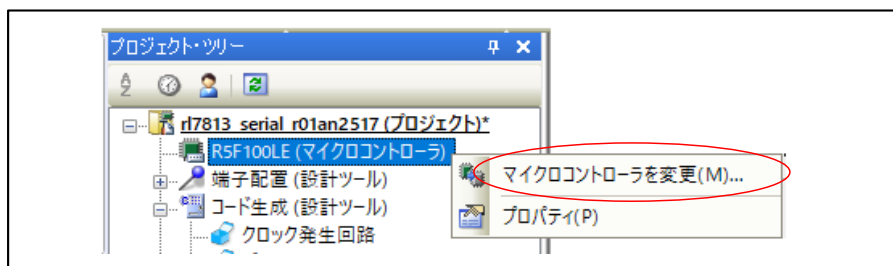 プロジェクト・ツリー
rl7813_serial_r01an2517 (プロジェクト)*
R5F100LE (マイクロコントローラ)
マイクロコントローラを変更(M)...
端子配置 (設計ツール)
コード生成 (設計ツール)
プロパティ(P)
クロック発生回路